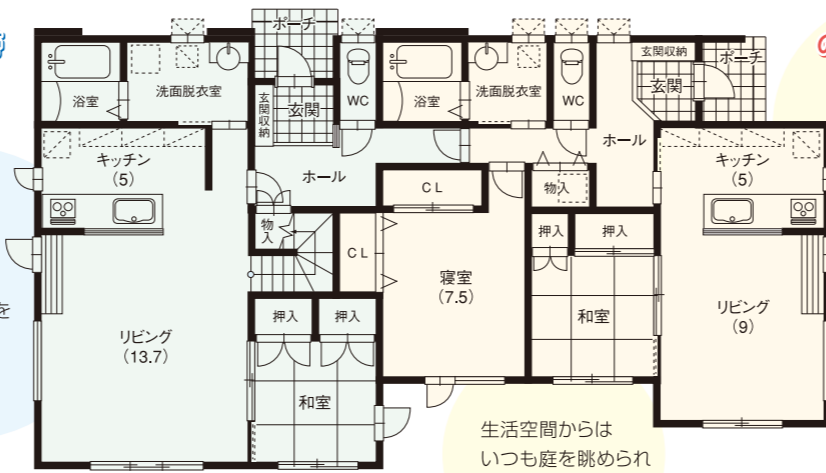 ポーチ
浴室
洗面脱衣室
玄関収納
玄関
WC
浴室
洗面脱衣室
WC
玄関収納
玄関
ポーチ
キッチン
(5)
ホール
物入
CL
CL
物入
ホール
キッチン
(5)
リビング
(13.7)
押入
押入
和室
寝室
(7.5)
押入
押入
和室
リビング
(9)
を
の
生活空間からは
いつも庭を眺められ